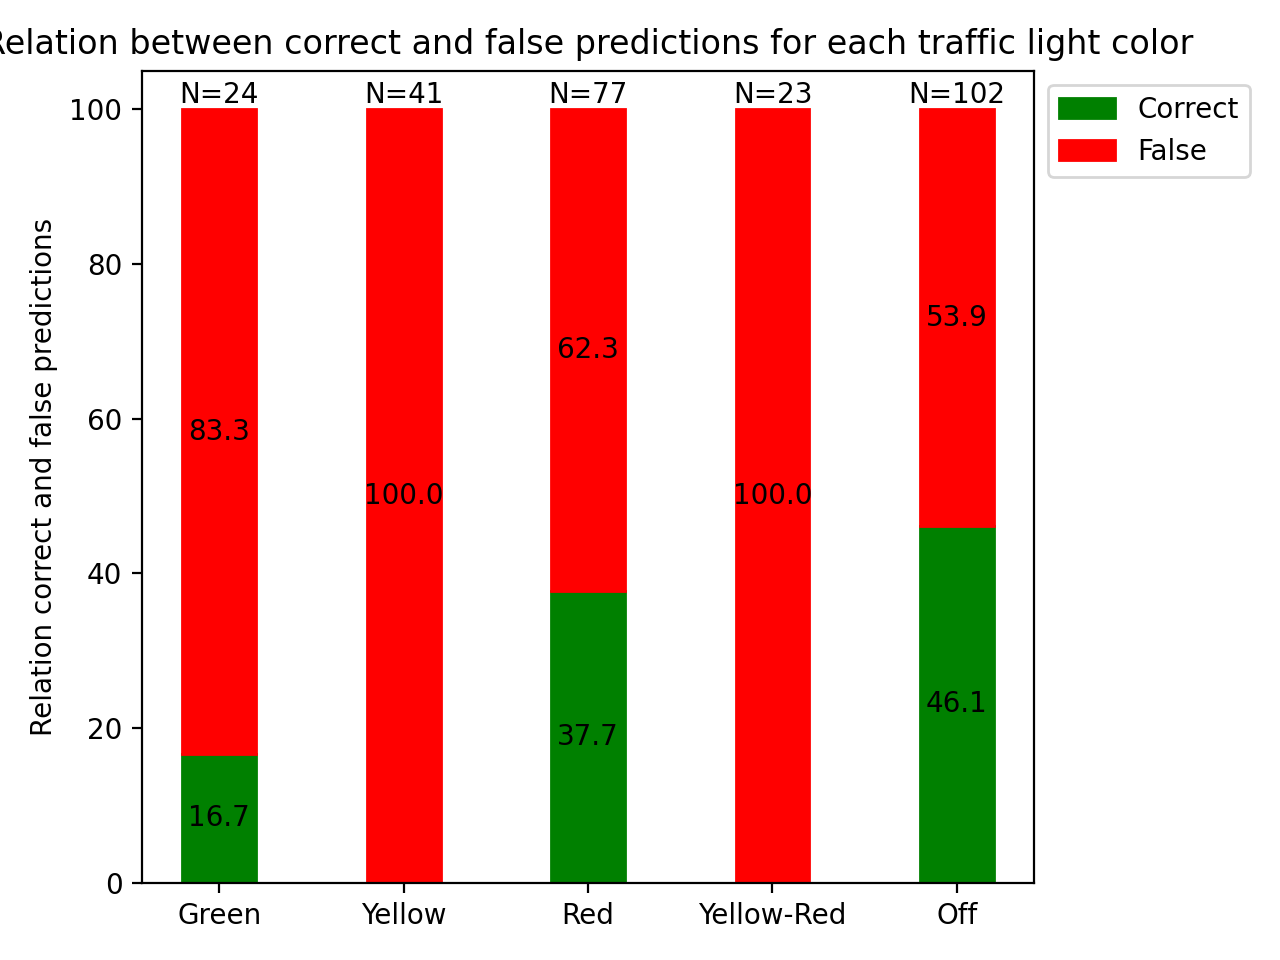 Relation between correct and false predictions for each traffic light color
N=24 N=41 N=77 N=23 N=102
Correct
False
Relation correct and false predictions
100
80
60
40
20
0
83.3
16.7
100.0
62.3
37.7
100.0
53.9
46.1
Green Yellow Red Yellow-Red Off